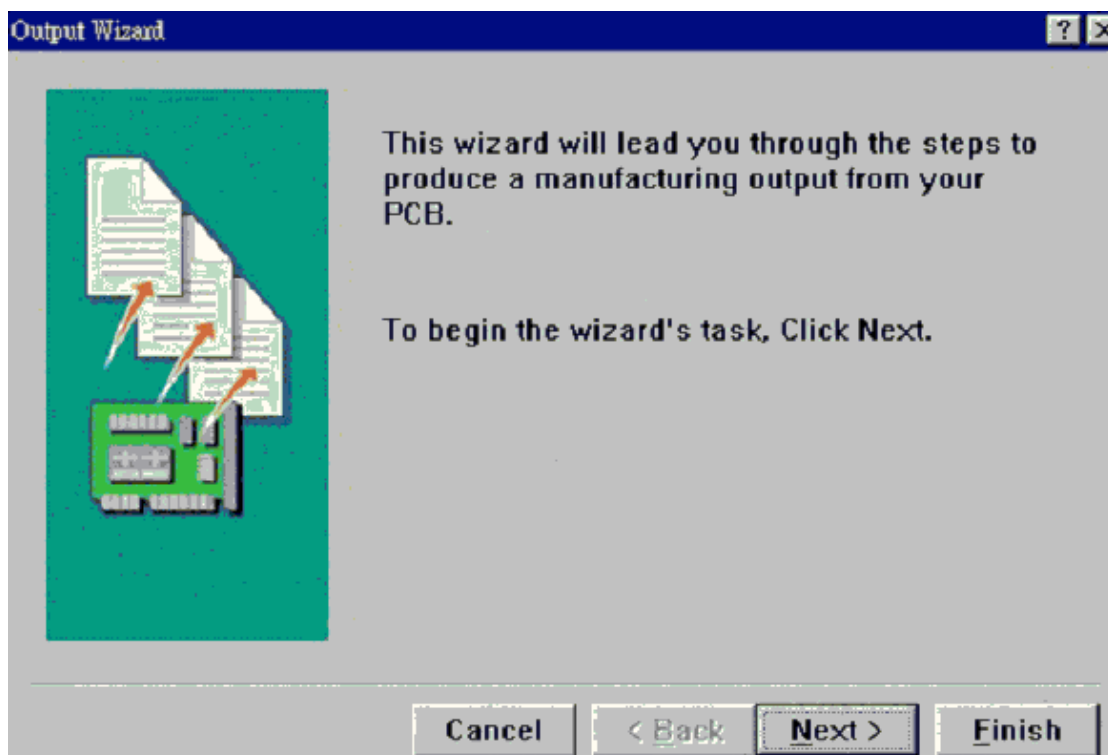 Output Wizard
This wizard will lead you through the steps to
produce a manufacturing output from your
PCB.
To begin the wizard's task, Click Next.
Cancel < Back Next > Finish